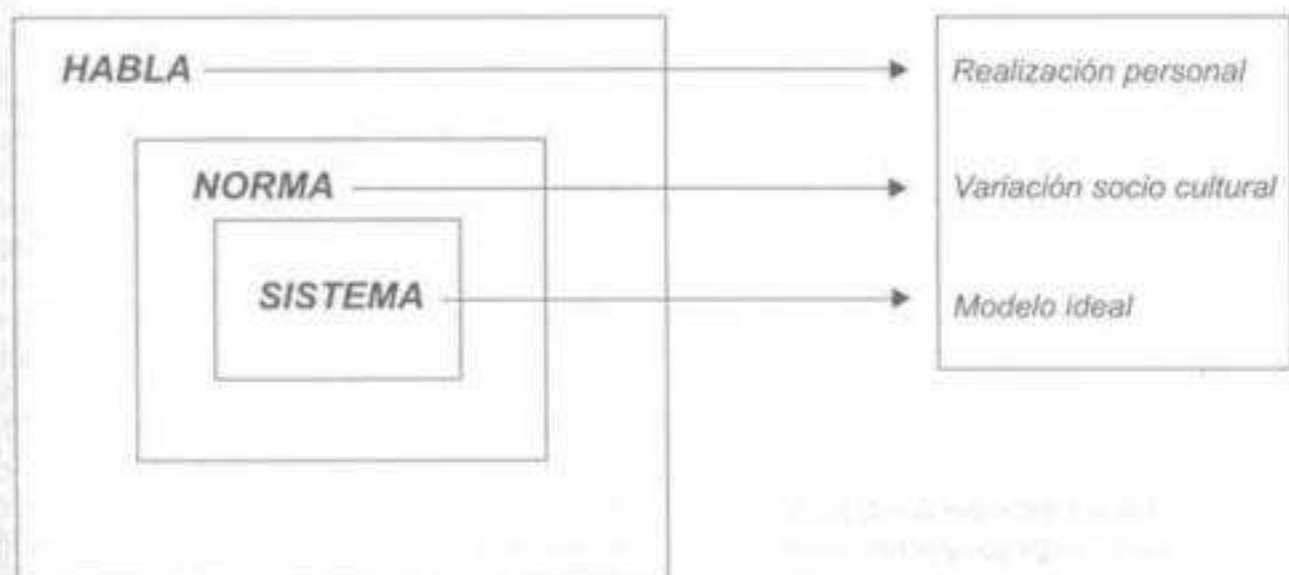 HABLA
Realización personal
NORMA
Variación socio cultural
SISTEMA
Modelo ideal